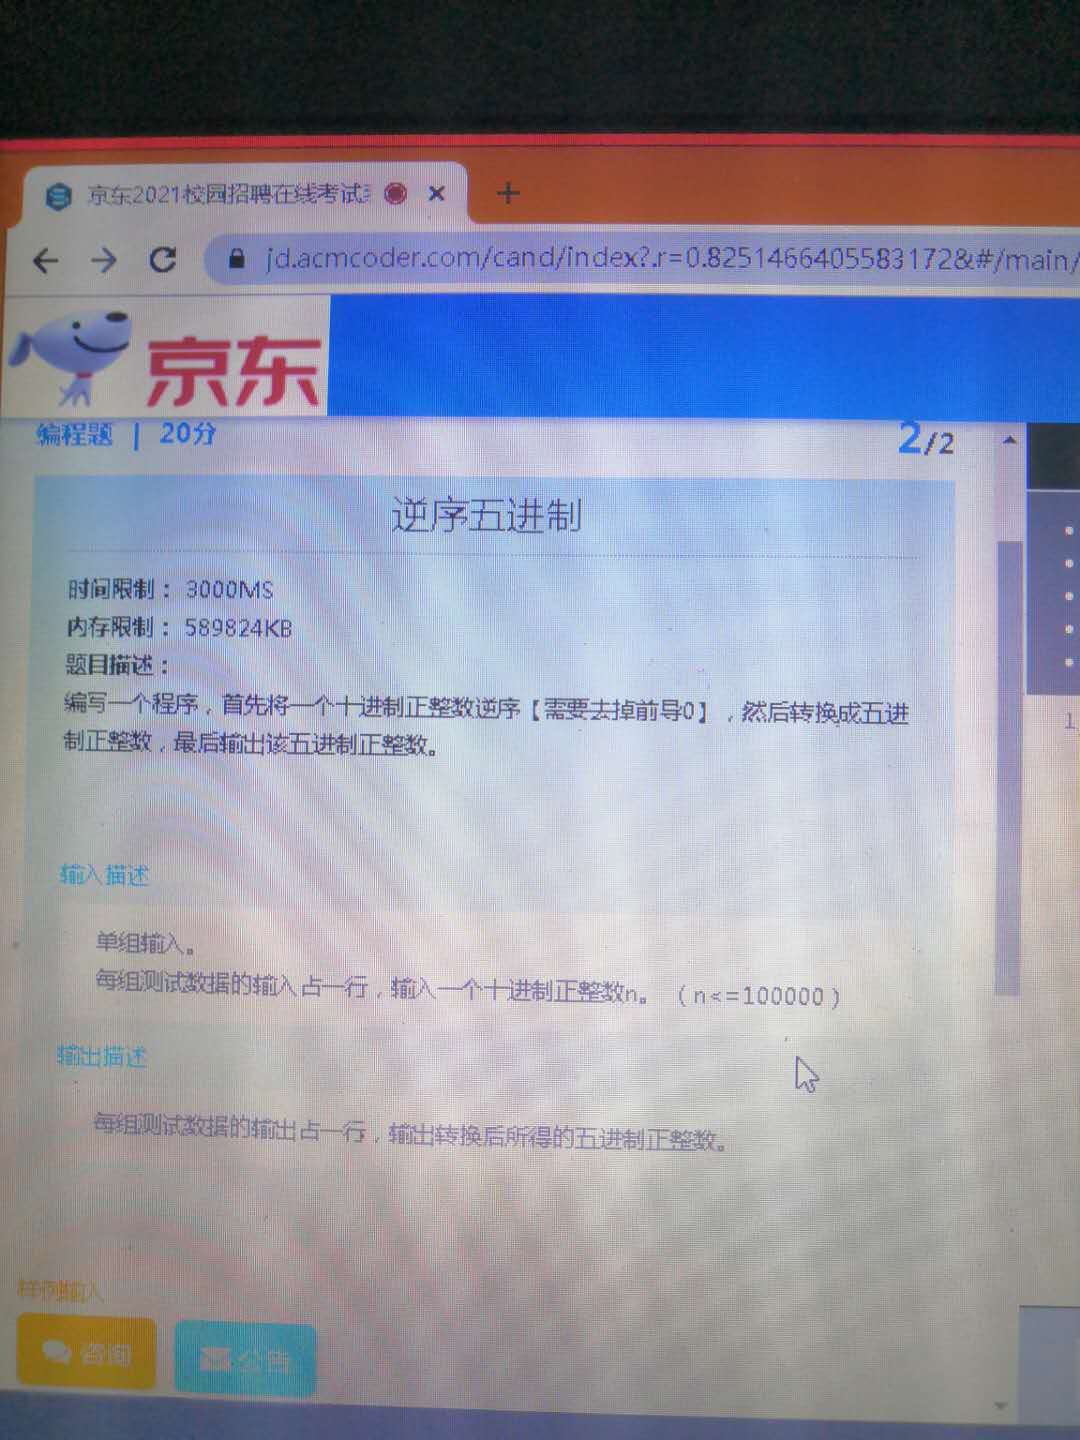 京东2021校园招聘在线考试
jd.acmcoder.com/cand/index?.r=0.8251466405583172&#/main/
京东
编程题 | 20分
2/2
逆序五进制
时间限制： 3000MS
内存限制： 589824KB
题目描述：
编写一个程序，首先将一个十进制正整数逆序【需要去掉前导0】，然后转换成五进
制正整数，最后输出该五进制正整数。
输入描述
单组输入。
每组测试数据的输入占一行，输入一个十进制正整数n。（n<=100000）
输出描述
每组测试数据的输出占一行，输出转换后所得的五进制正整数。
样例输入
咨询
公告
1